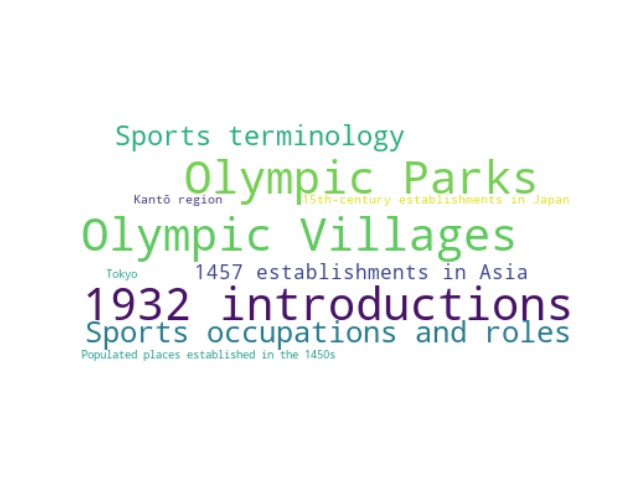 Sports terminology
Olympic Parks
Kantō region
15th-century establishments in Japan
Olympic Villages
Tokyo
1457 establishments in Asia
1932 introductions
Sports occupations and roles
Populated places established in the 1450s